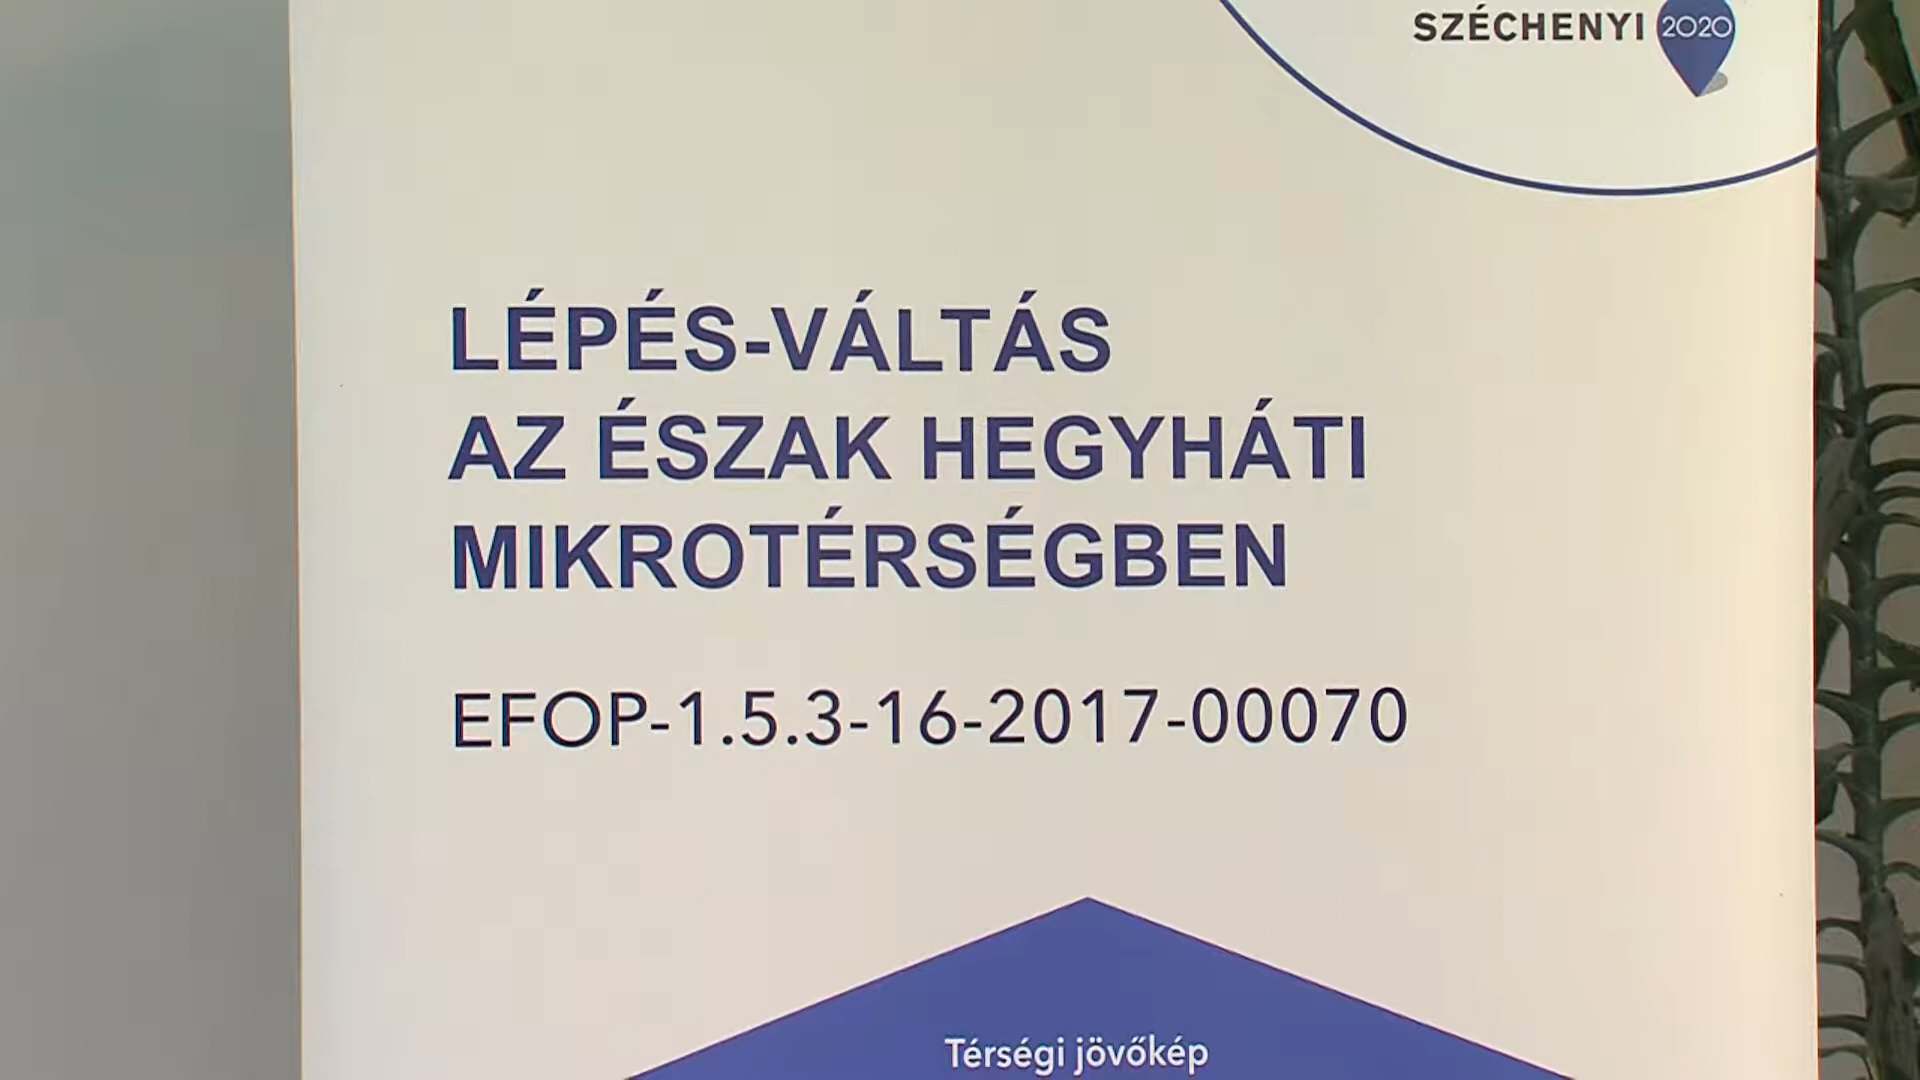 SZÉCHENYI 2020
LÉPÉS-VÁLTÁS
AZ ÉSZAK HEGYHÁTI
MIKROTÉRSÉGBEN
EFOP-1.5.3-16-2017-00070
Térségi jövőkép